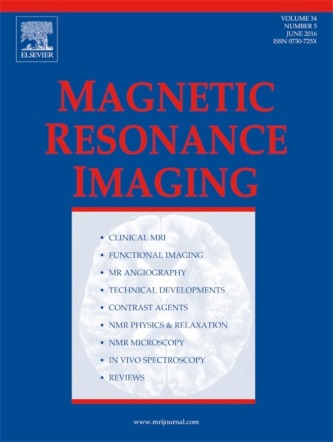 ELSEVIER
VOLUME 34
NUMBER 5
JUNE 2016
ISSN 0730-725X
MAGNETIC
RESONANCE
IMAGING
• CLINICAL MRI
• FUNCTIONAL IMAGING
• MR ANGIOGRAPHY
• TECHNICAL DEVELOPMENTS
• CONTRAST AGENTS
• NMR PHYSICS & RELAXATION
• NMR MICROSCOPY
• IN VIVO SPECTROSCOPY
• REVIEWS
www.mrijournal.com